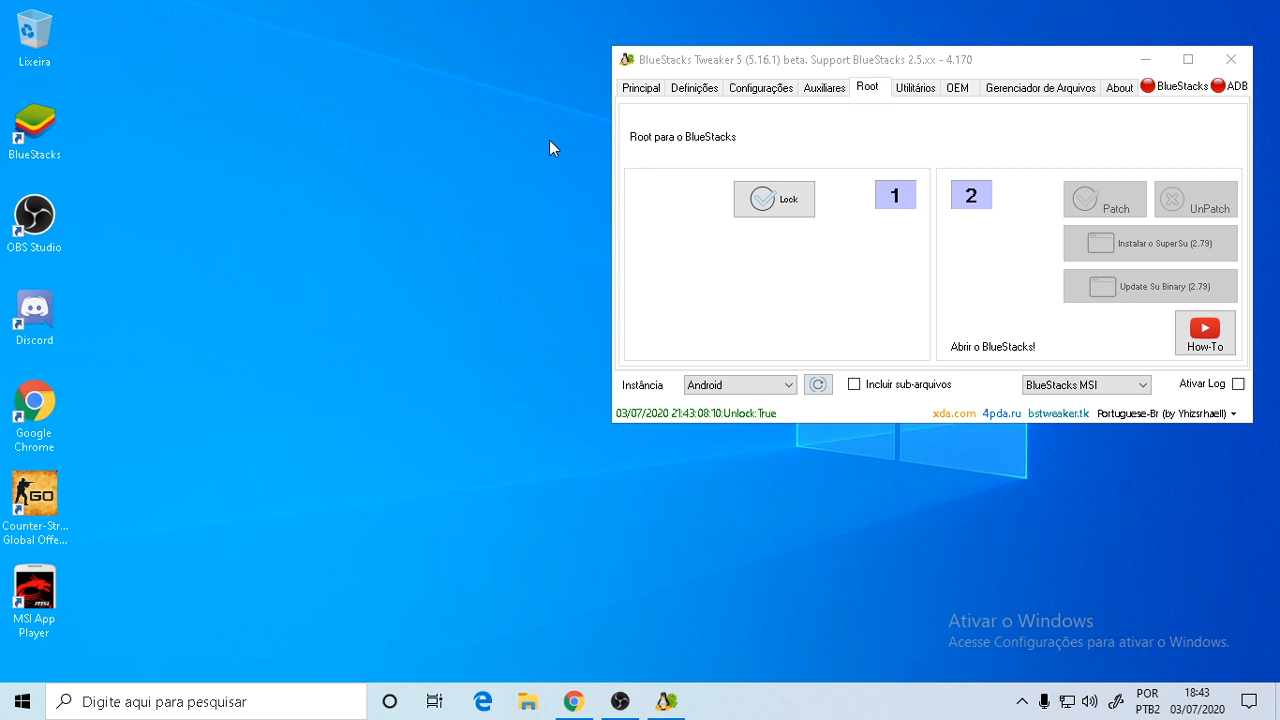 Lixeira
BlueStacks
OBS Studio
Discord
Google
Chrome
GO
Counter-Str...
Global Offe...
msi
MSI App
Player
BlueStacks Tweaker 5 (5.16.1) beta. Support BlueStacks 2.5.xx - 4.170
Principal Definições Configurações Auxiliares Root Utilitários OEM Gerenciador de Arquivos About BlueStacks ADB
Root para o BlueStacks
Lock 1
2 Patch UnPatch
Instalar o SuperSu (2.79)
Update Su Binary (2.79)
Abrir o BlueStacks! How-To
Instância Android Incluir sub-arquivos BlueStacks MSI Ativar Log
03/07/2020 21:43:08:10:Unlock:True xda.com 4pda.ru bstweaker.tk Portuguese-Br (by Yhizsrhaell)
Ativar o Windows
Acesse Configurações para ativar o Windows.
Digite aqui para pesquisar
POR
PTB2
18:43
03/07/2020